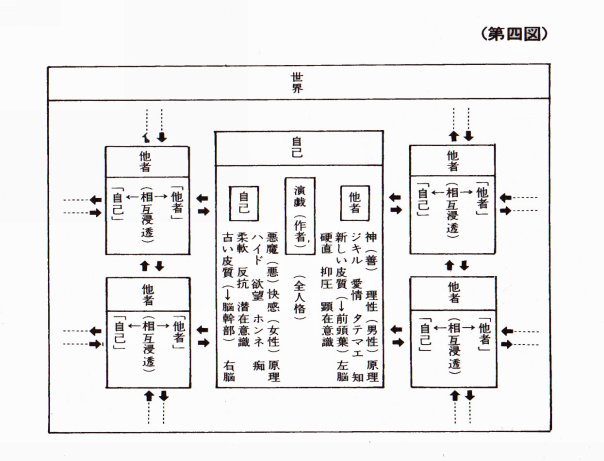 （第四図）
世界
他者
「他者」
←（相互浸透）→
「自己」
他者
「他者」
←（相互浸透）→
「自己」
自己
他者
神（善） 理性（男性）原理
ジキル 愛情 タテマエ 知
新しい皮質（↓前頭葉）左脳
硬直 抑圧 顕在意識
演戯（作者）
（全人格）
自己
悪魔（悪）快感（女性）原理
ハイド 欲望 ホンネ 痴
柔軟 反抗 潜在意識
古い皮質（↓脳幹部） 右脳
他者
「他者」
←（相互浸透）→
「自己」
他者
「他者」
←（相互浸透）→
「自己」